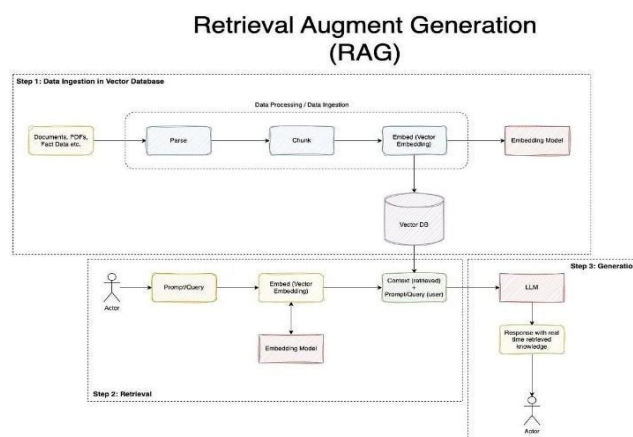 Retrieval Augment Generation
(RAG)
Step 1: Data Ingestion in Vector Database
Data Processing / Data Ingestion
Documents, PDFs,
Fact Data etc.
Parse
Chunk
Embed (Vector
Embedding)
Embedding Model
Vector DB
Step 3: Generation
Actor
Prompt/Query
Embed (Vector
Embedding)
Context (retrieved)
+
Prompt/Query (user)
LLM
Embedding Model
Response with real
time retrieved
knowledge
Step 2: Retrieval
Actor